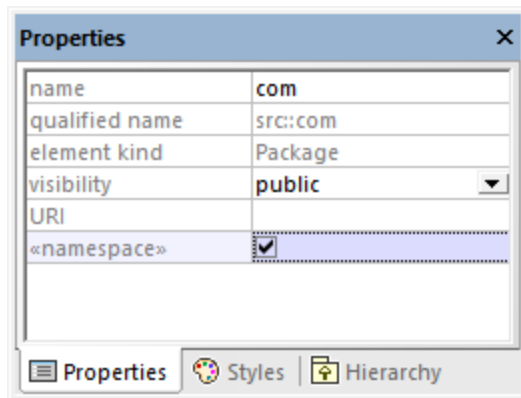 Properties
name com
qualified name src::com
element kind Package
visibility public
URI
«namespace»
Properties Styles Hierarchy